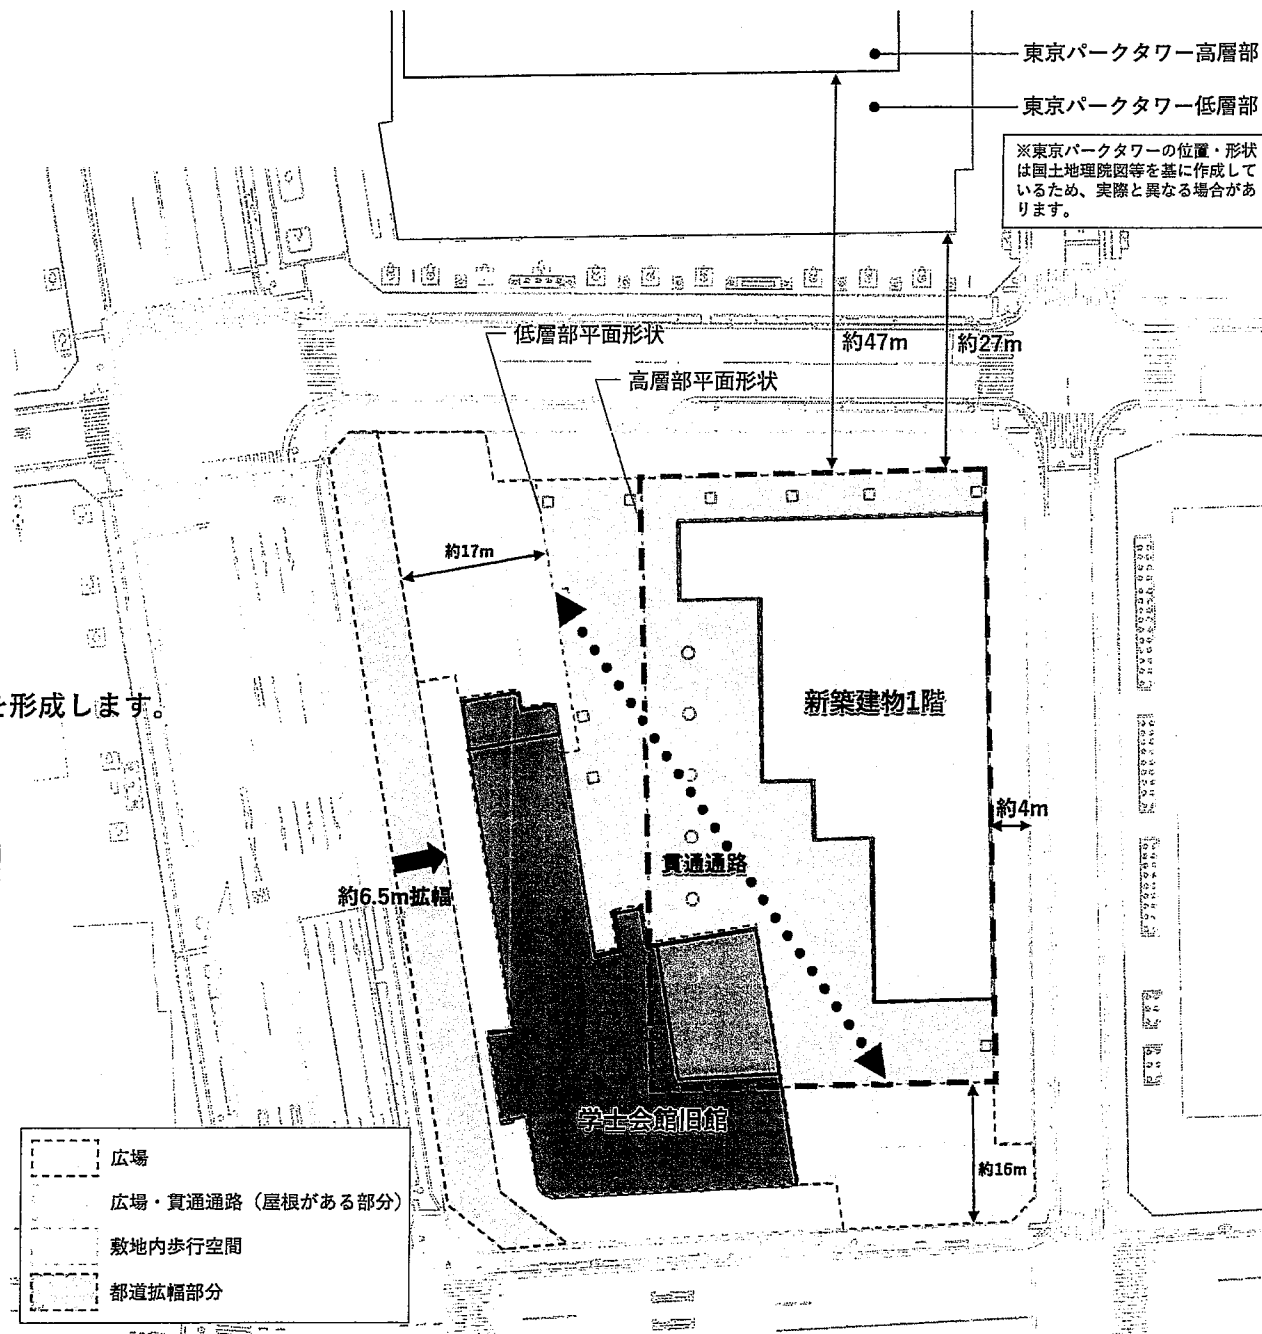 東京パークタワー高層部
東京パークタワー低層部
※東京パークタワーの位置・形状
は国土地理院図等を基に作成して
いるため、実際と異なる場合があ
ります。
低層部平面形状
約47m
約27m
高層部平面形状
約17m
を形成します。
新築建物1階
約4m
貫通通路
約6.5m拡幅
学士会館旧館
約16m
広場
広場・貫通通路（屋根がある部分）
敷地内歩行空間
都道拡幅部分